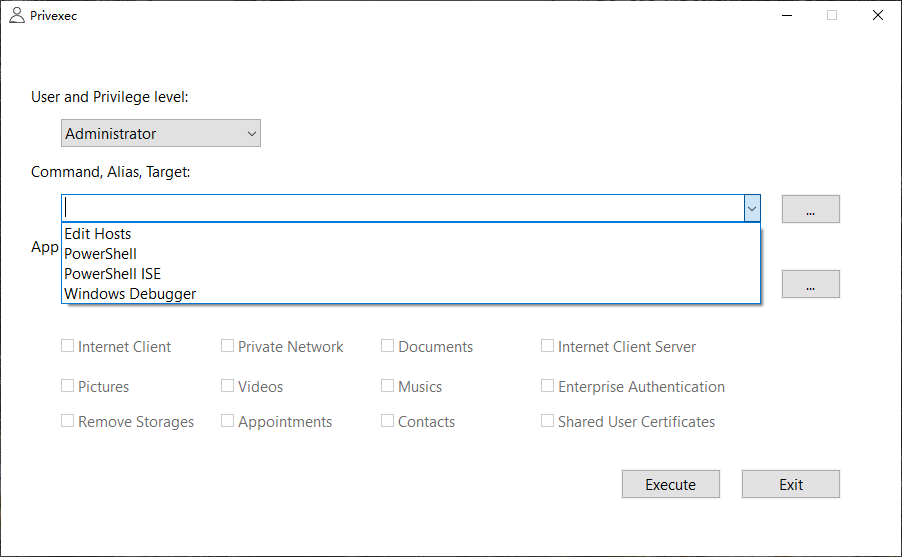 Privexec
User and Privilege level:
Administrator
Command, Alias, Target:
...
Edit Hosts
App
PowerShell
PowerShell ISE
Windows Debugger
...
Internet Client Private Network Documents Internet Client Server
Pictures Videos Musics Enterprise Authentication
Remove Storages Appointments Contacts Shared User Certificates
Execute Exit